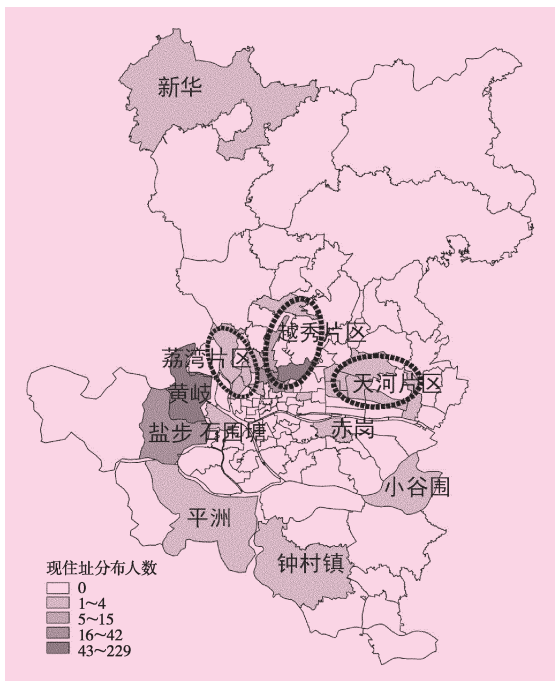 新华
越秀片区
荔湾片区
天河片区
黄岐
盐步
石围塘
赤岗
小谷围
平洲
钟村镇
现住址分布人数
0
1~4
5~15
16~42
43~229